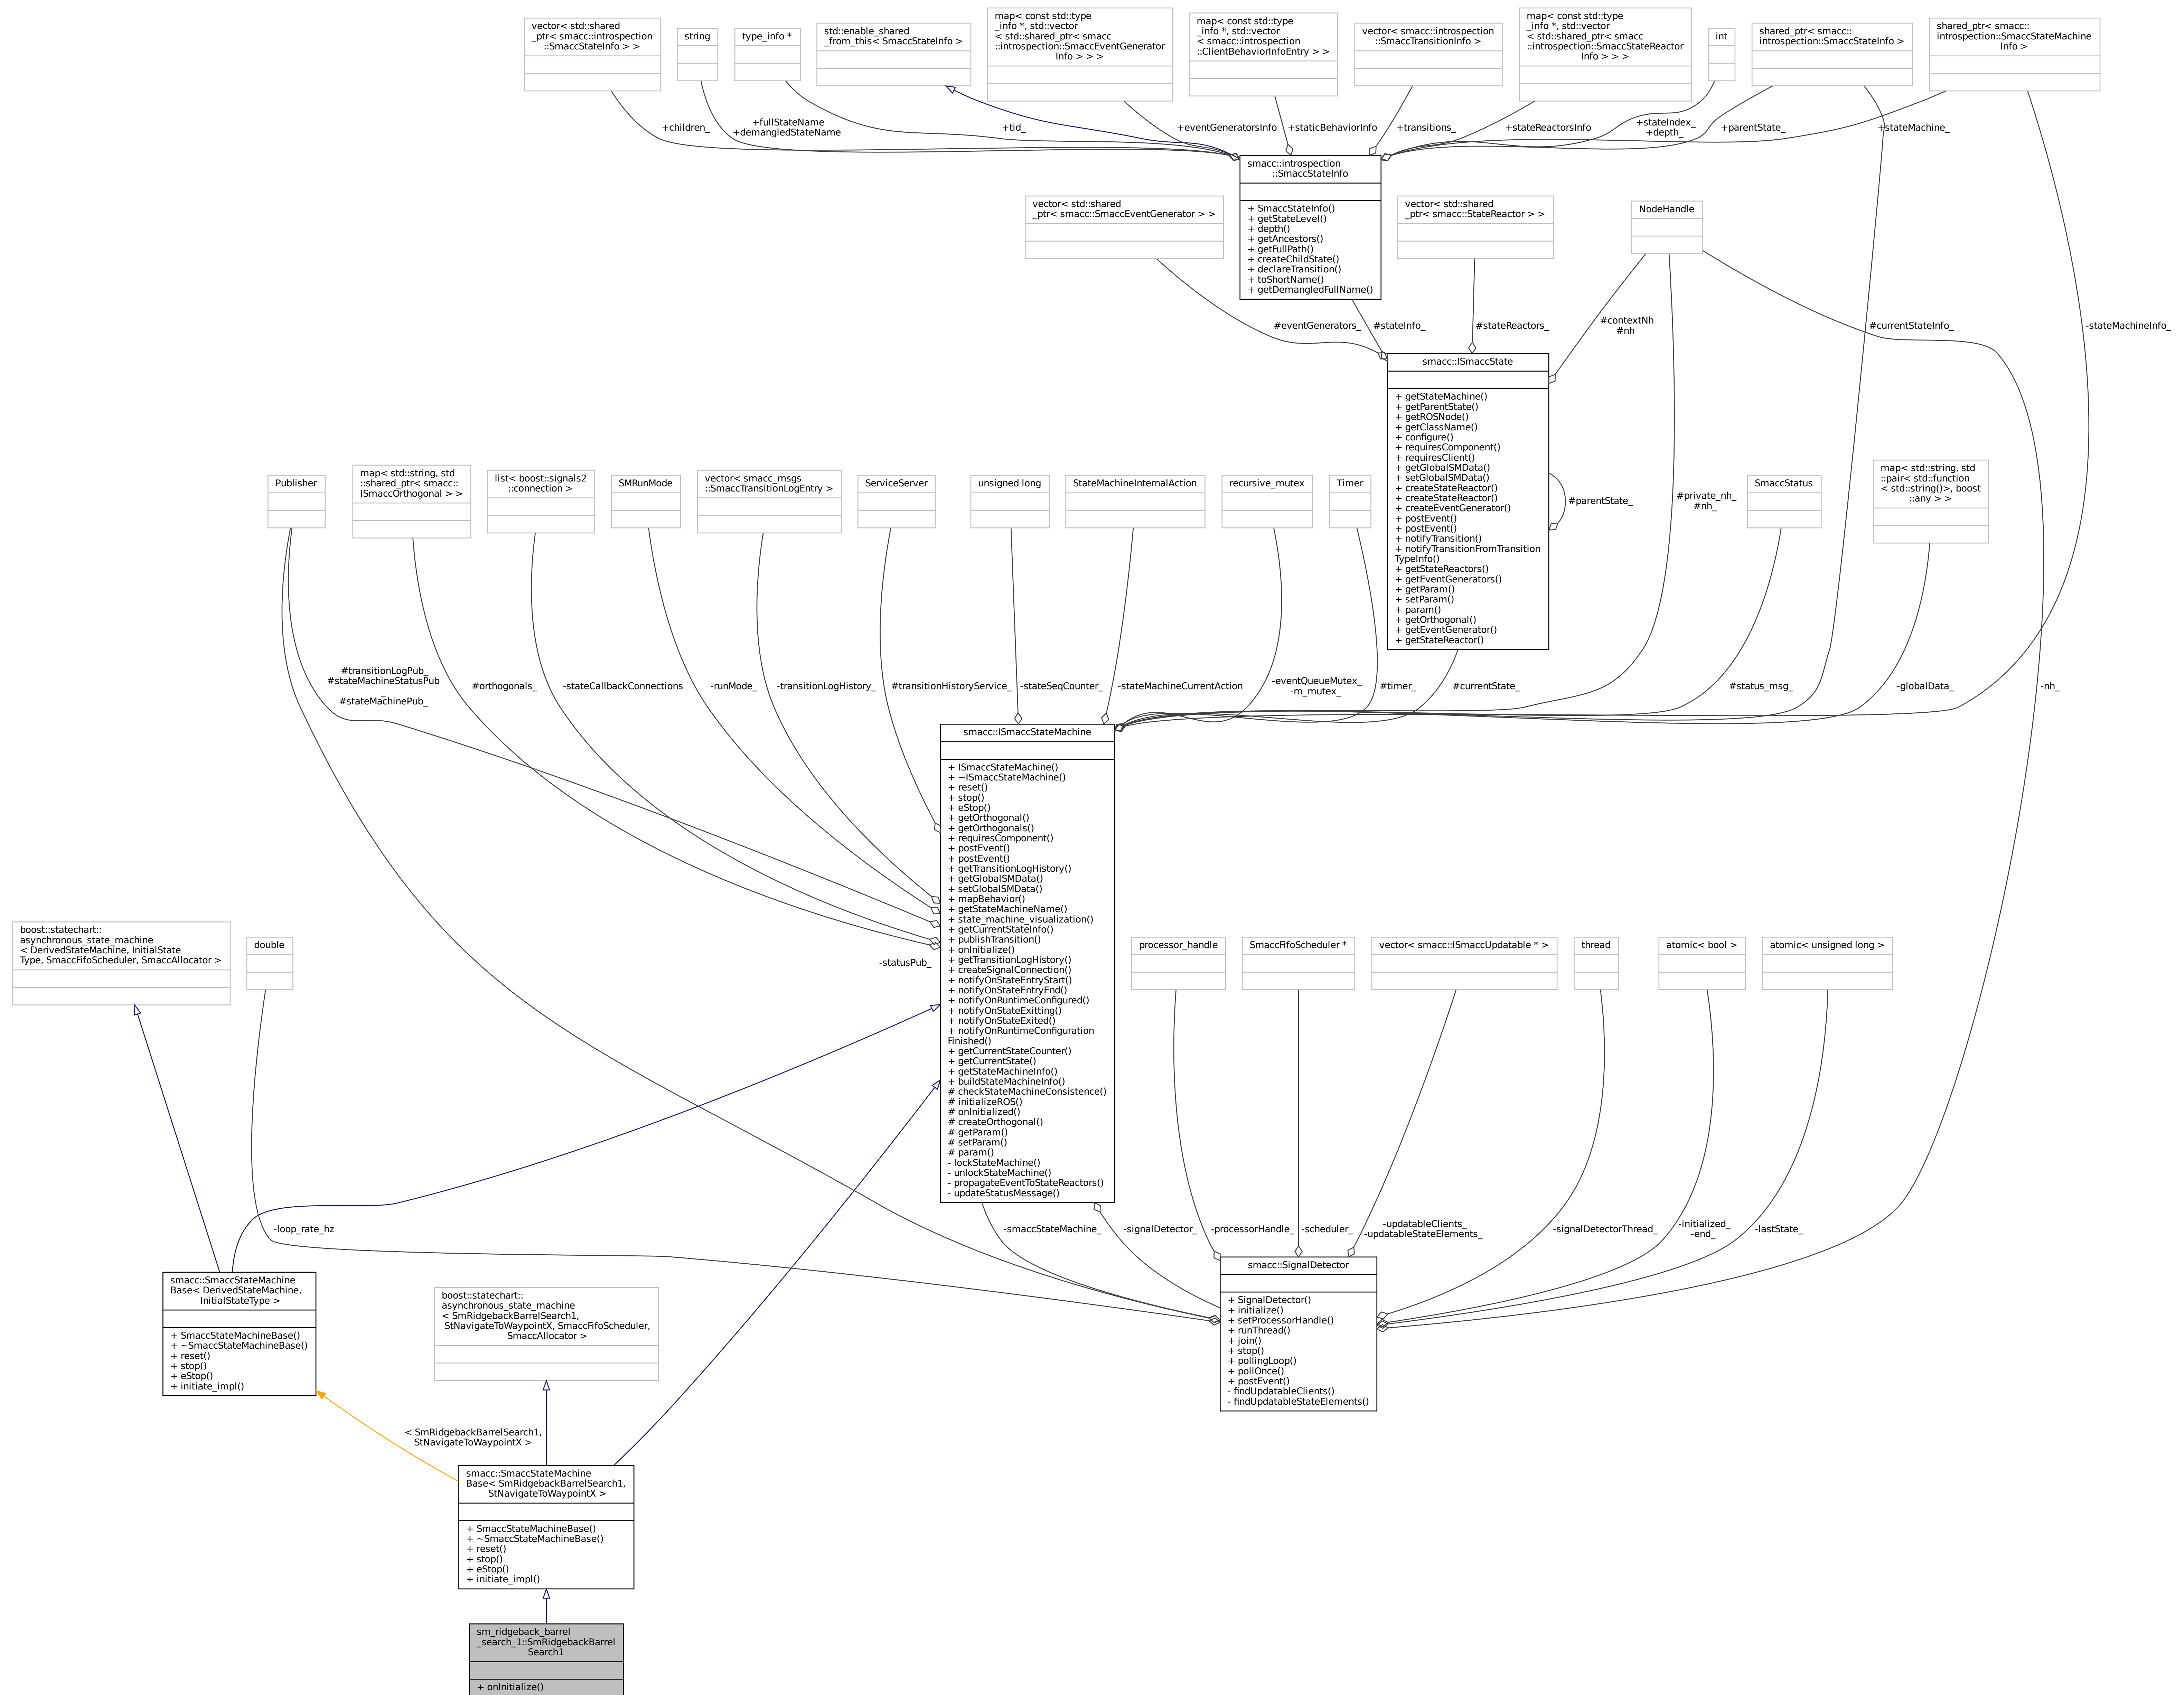 vector< std::shared
_ptr< smacc::introspection
::SmaccStateInfo > >
string
type_info *
std::enable_shared
_from_this< SmaccStateInfo >
map< const std::type
_info *, std::vector
< std::shared_ptr< smacc
::introspection::SmaccEventGenerator
Info > > >
map< const std::type
_info *, std::vector
< smacc::introspection
::ClientBehaviorInfoEntry > >
vector< smacc::introspection
::SmaccTransitionInfo >
map< const std::type
_info *, std::vector
< std::shared_ptr< smacc
::introspection::SmaccStateReactor
Info > > >
int
shared_ptr< smacc::
introspection::SmaccStateInfo >
shared_ptr< smacc::
introspection::SmaccStateMachine
Info >
+children_
+fullStateName
+demangledStateName
+tid_
+eventGeneratorsInfo
+staticBehaviorInfo
+transitions_
+stateReactorsInfo
+stateIndex_
+depth_
+parentState_
+stateMachine_
smacc::introspection
::SmaccStateInfo
+ SmaccStateInfo()
+ getStateLevel()
+ depth()
+ getAncestors()
+ getFullPath()
+ createChildState()
+ declareTransition()
+ toShortName()
+ getDemangledFullName()
vector< std::shared
_ptr< smacc::SmaccEventGenerator > >
vector< std::shared
_ptr< smacc::StateReactor > >
NodeHandle
#eventGenerators_
#stateInfo_
#stateReactors_
#contextNh
#nh
#currentStateInfo_
-stateMachineInfo_
smacc::ISmaccState
+ getStateMachine()
+ getParentState()
+ getROSNode()
+ getClassName()
+ configure()
+ requiresComponent()
+ requiresClient()
+ getGlobalSMData()
+ setGlobalSMData()
+ createStateReactor()
+ createStateReactor()
+ createEventGenerator()
+ postEvent()
+ postEvent()
+ notifyTransition()
+ notifyTransitionFromTransition
TypeInfo()
+ getStateReactors()
+ getEventGenerators()
+ getParam()
+ setParam()
+ param()
+ getOrthogonal()
+ getEventGenerator()
+ getStateReactor()
#parentState_
#private_nh_
#nh_
Publisher
map< std::string, std
::shared_ptr< smacc::
ISmaccOrthogonal > >
list< boost::signals2
::connection >
SMRunMode
vector< smacc_msgs
::SmaccTransitionLogEntry >
ServiceServer
unsigned long
StateMachineInternalAction
recursive_mutex
Timer
SmaccStatus
map< std::string, std
::pair< std::function
< std::string()>, boost
::any > >
#transitionLogPub_
#stateMachineStatusPub
_
#stateMachinePub_
#orthogonals_
-stateCallbackConnections
-runMode_
-transitionLogHistory_
#transitionHistoryService_
-stateSeqCounter_
-stateMachineCurrentAction
-eventQueueMutex_
-m_mutex_
#timer_
#currentState_
#status_msg_
-globalData_
-nh_
smacc::ISmaccStateMachine
+ ISmaccStateMachine()
+ ~ISmaccStateMachine()
+ reset()
+ stop()
+ eStop()
+ getOrthogonal()
+ getOrthogonals()
+ requiresComponent()
+ postEvent()
+ postEvent()
+ getTransitionLogHistory()
+ getGlobalSMData()
+ setGlobalSMData()
+ mapBehavior()
+ getStateMachineName()
+ state_machine_visualization()
+ getCurrentStateInfo()
+ publishTransition()
+ onInitialize()
+ getTransitionLogHistory()
+ createSignalConnection()
+ notifyOnStateEntryStart()
+ notifyOnStateEntryEnd()
+ notifyOnRuntimeConfigured()
+ notifyOnStateExitting()
+ notifyOnStateExited()
+ notifyOnRuntimeConfiguration
Finished()
+ getCurrentStateCounter()
+ getCurrentState()
+ getStateMachineInfo()
+ buildStateMachineInfo()
# checkStateMachineConsistence()
# initializeROS()
# onInitialized()
# createOrthogonal()
# getParam()
# setParam()
# param()
- lockStateMachine()
- unlockStateMachine()
- propagateEventToStateReactors()
- updateStatusMessage()
boost::statechart::
asynchronous_state_machine
< DerivedStateMachine, InitialState
Type, SmaccFifoScheduler, SmaccAllocator >
double
-statusPub_
processor_handle
SmaccFifoScheduler *
vector< smacc::ISmaccUpdatable * >
thread
atomic< bool >
atomic< unsigned long >
-loop_rate_hz
-smaccStateMachine_
-signalDetector_
-processorHandle_
-scheduler_
-updatableClients_
-updatableStateElements_
-signalDetectorThread_
-initialized_
-end_
-lastState_
smacc::SignalDetector
+ SignalDetector()
+ initialize()
+ setProcessorHandle()
+ runThread()
+ join()
+ stop()
+ pollingLoop()
+ pollOnce()
+ postEvent()
- findUpdatableClients()
- findUpdatableStateElements()
smacc::SmaccStateMachine
Base< DerivedStateMachine,
InitialStateType >
+ SmaccStateMachineBase()
+ ~SmaccStateMachineBase()
+ reset()
+ stop()
+ eStop()
+ initiate_impl()
boost::statechart::
asynchronous_state_machine
< SmRidgebackBarrelSearch1,
StNavigateToWaypointX, SmaccFifoScheduler,
SmaccAllocator >
< SmRidgebackBarrelSearch1,
StNavigateToWaypointX >
smacc::SmaccStateMachine
Base< SmRidgebackBarrelSearch1,
StNavigateToWaypointX >
+ SmaccStateMachineBase()
+ ~SmaccStateMachineBase()
+ reset()
+ stop()
+ eStop()
+ initiate_impl()
sm_ridgeback_barrel
_search_1::SmRidgebackBarrel
Search1
+ onInitialize()